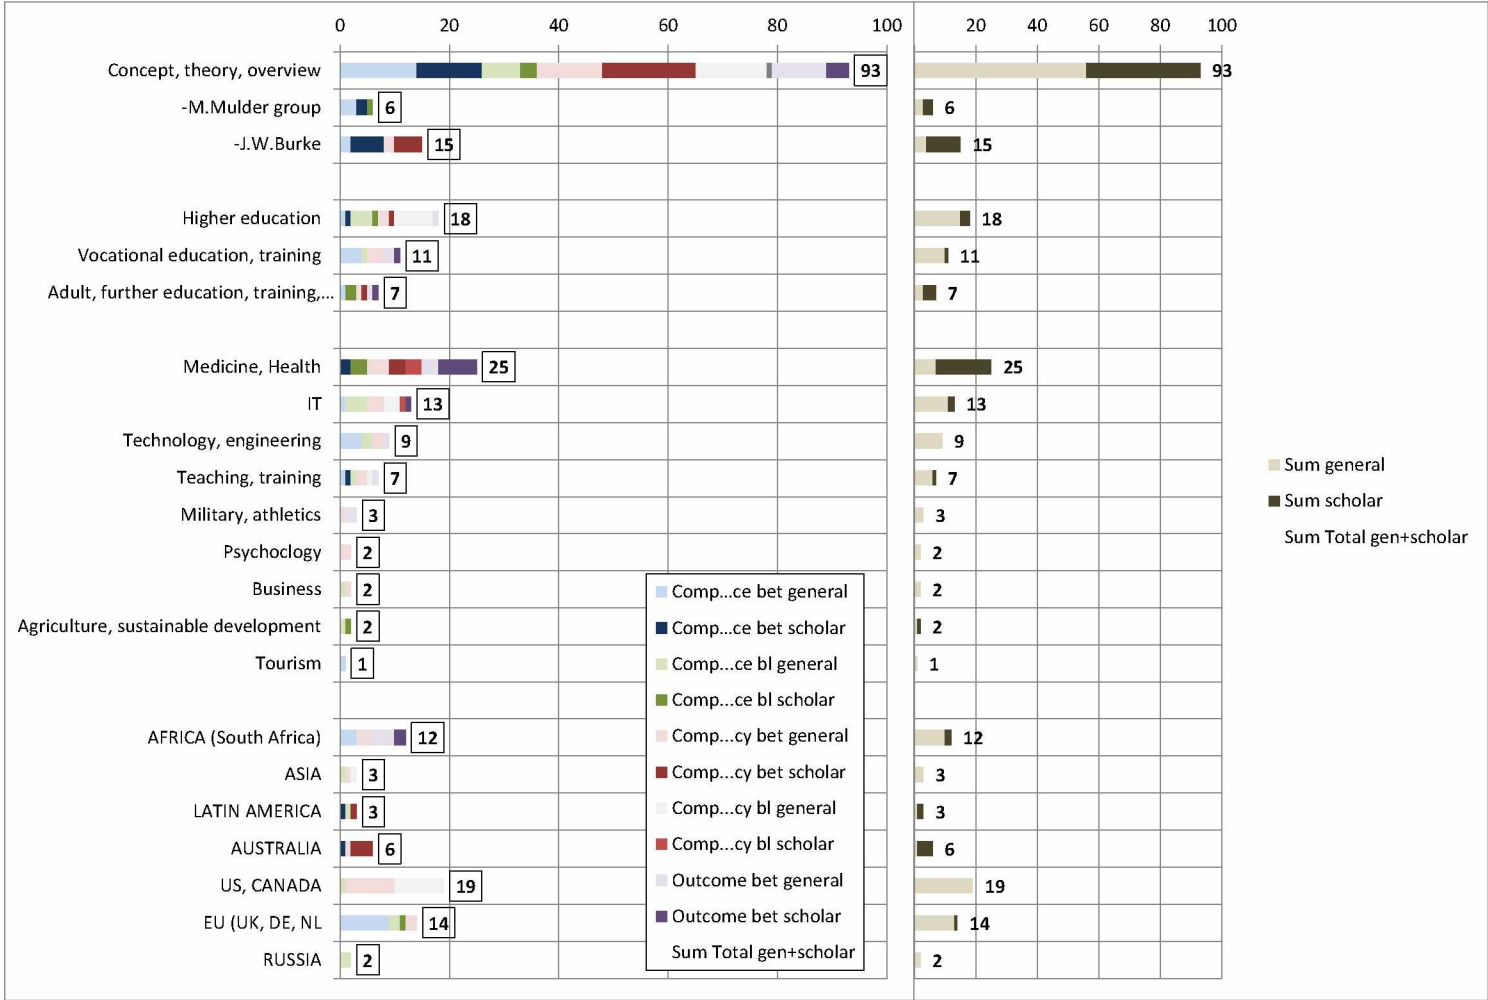 0 20 40 60 80 100 0 20 40 60 80 100
Concept, theory, overview 93 93
-M.Mulder group 6 6
-J.W.Burke 15 15
Higher education 18 18
Vocational education, training 11 11
Adult, further education, training,... 7 7
Medicine, Health 25 25
IT 13 13
Technology, engineering 9 9
Teaching, training 7 7
Military, athletics 3 3
Psychoclogy 2 2
Business 2 2
Agriculture, sustainable development 2 2
Tourism 1 1
AFRICA (South Africa) 12 12
ASIA 3 3
LATIN AMERICA 3 3
AUSTRALIA 6 6
US, CANADA 19 19
EU (UK, DE, NL 14 14
RUSSIA 2 2
Comp...ce bet general
Comp...ce bet scholar
Comp...ce bl general
Comp...ce bl scholar
Comp...cy bet general
Comp...cy bet scholar
Comp...cy bl general
Comp...cy bl scholar
Outcome bet general
Outcome bet scholar
Sum Total gen+scholar
Sum general
Sum scholar
Sum Total gen+scholar